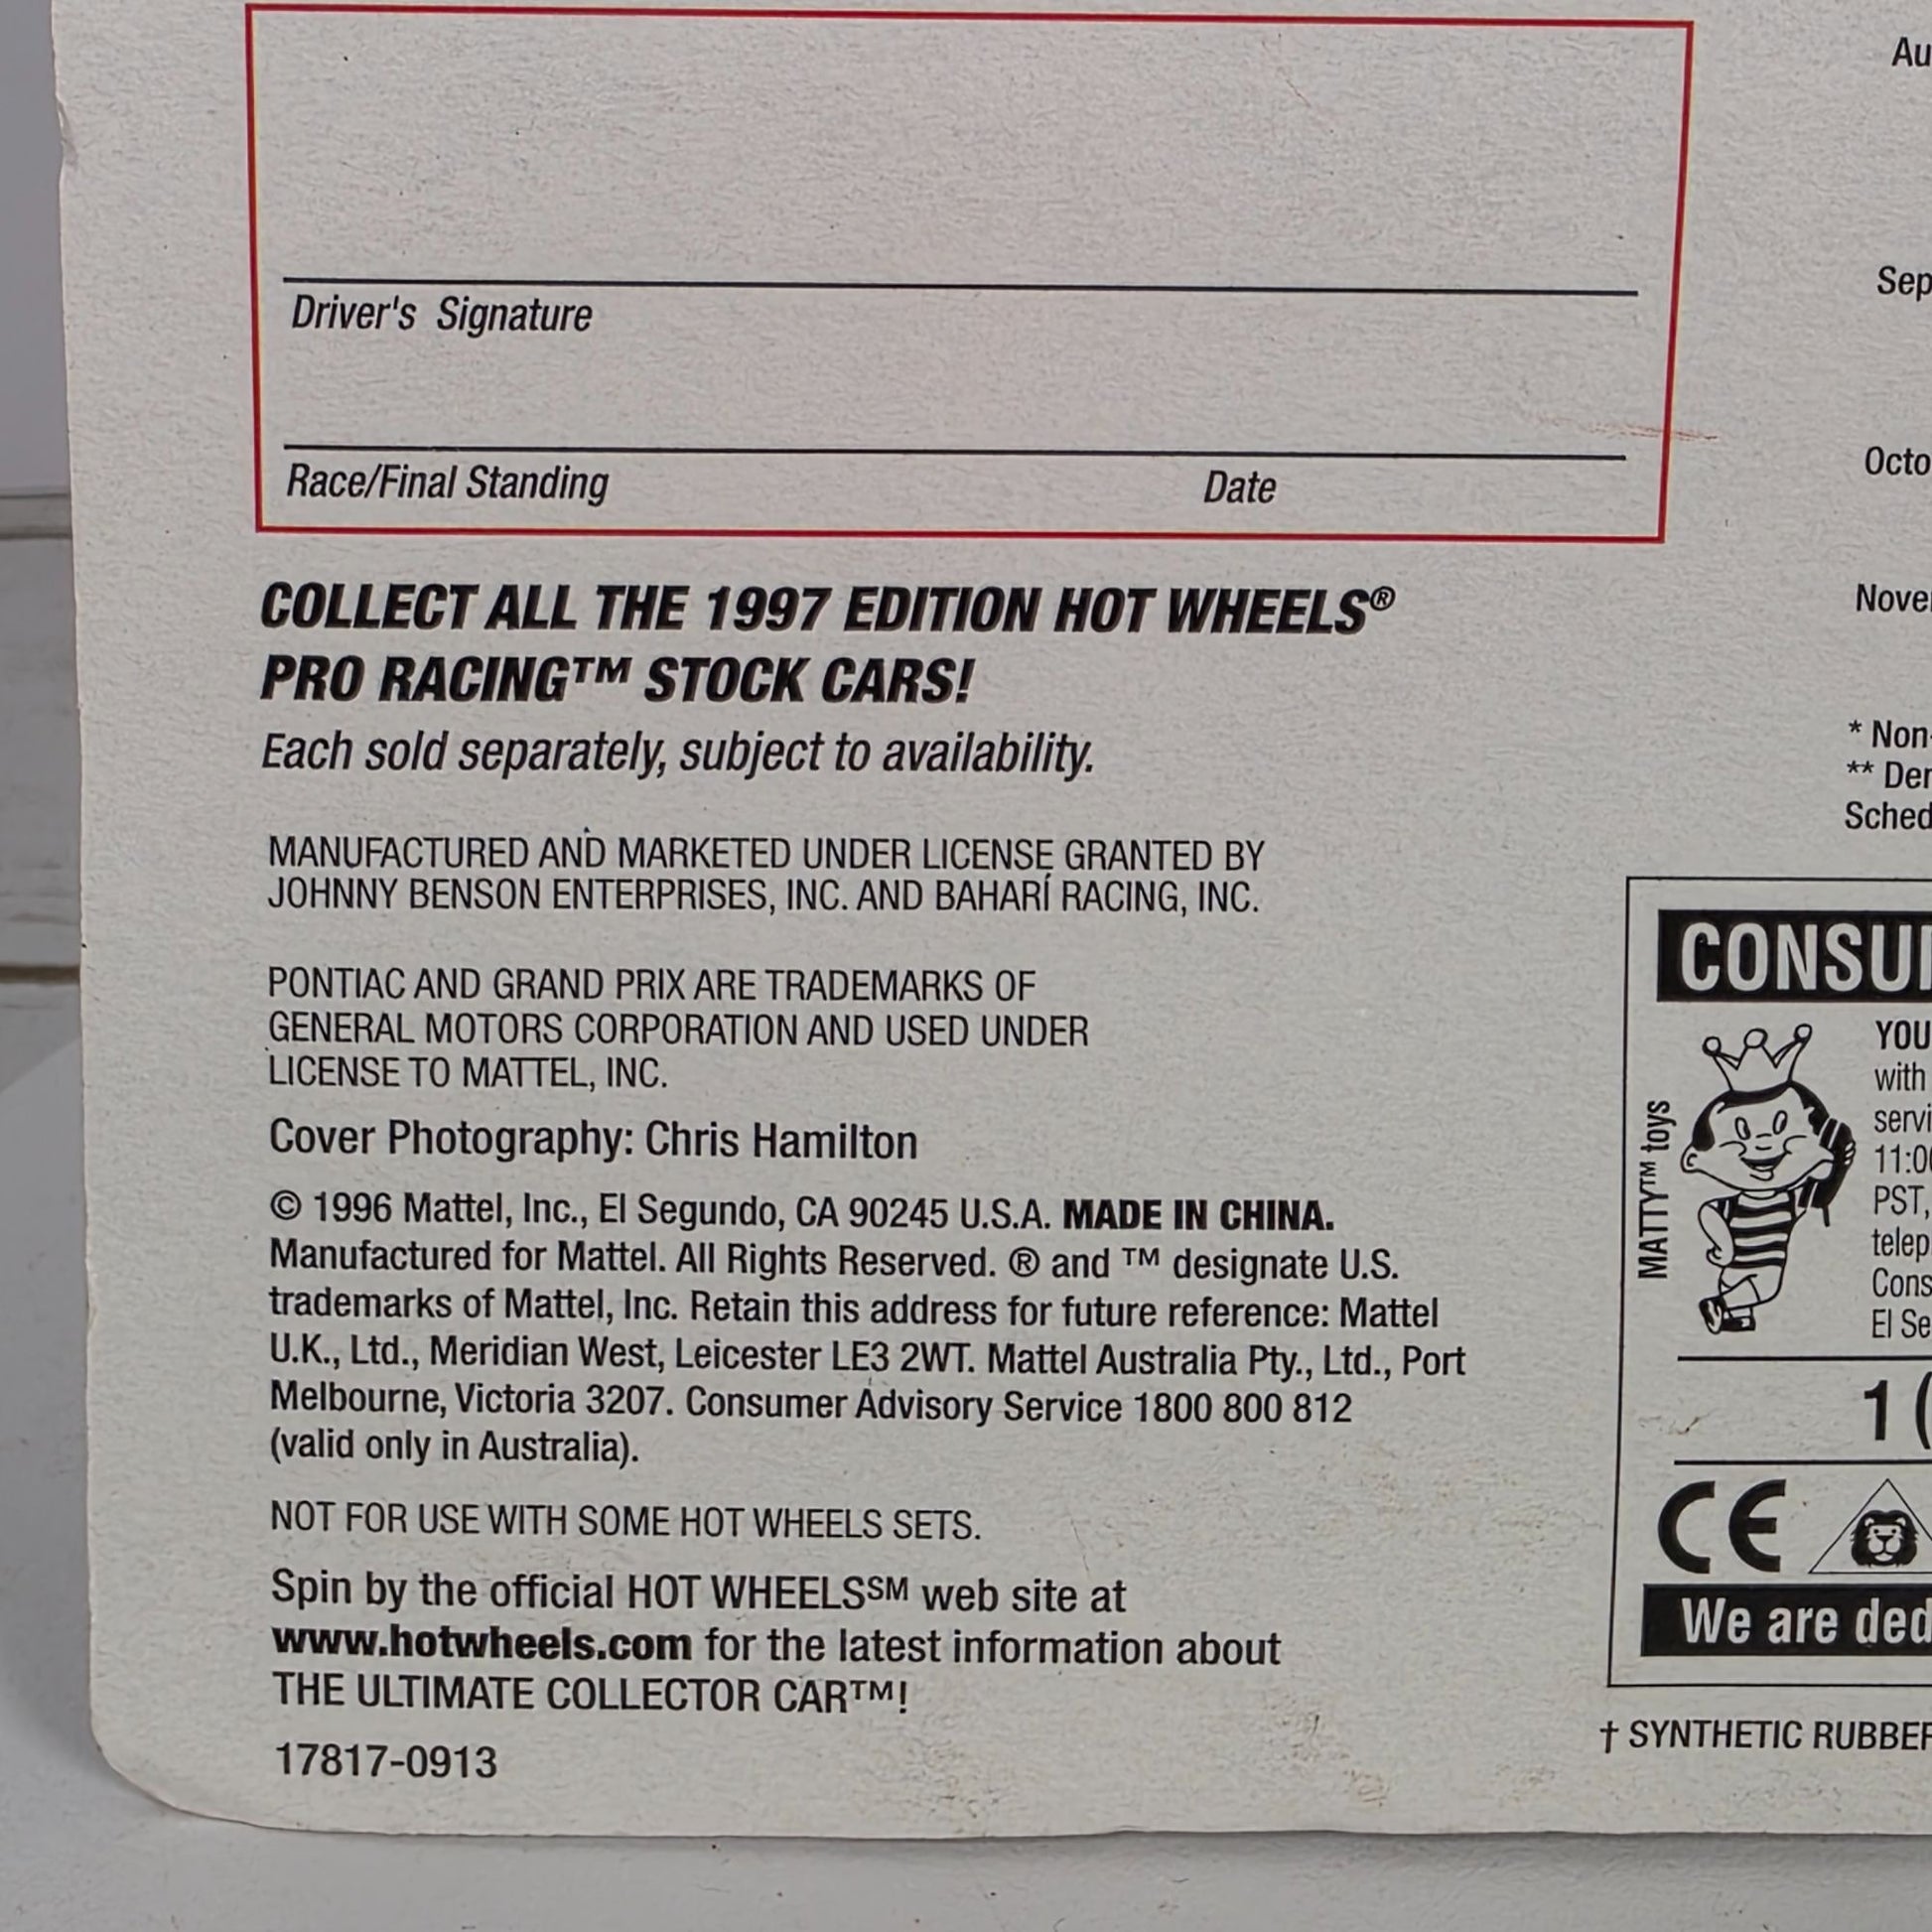 Driver's Signature
Race/Final Standing Date
COLLECT ALL THE 1997 EDITION HOT WHEELS®
PRO RACING™ STOCK CARS!
Each sold separately, subject to availability.
MANUFACTURED AND MARKETED UNDER LICENSE GRANTED BY
JOHNNY BENSON ENTERPRISES, INC. AND BAHARÍ RACING, INC.
PONTIAC AND GRAND PRIX ARE TRADEMARKS OF
GENERAL MOTORS CORPORATION AND USED UNDER
LICENSE TO MATTEL, INC.
Cover Photography: Chris Hamilton
© 1996 Mattel, Inc., El Segundo, CA 90245 U.S.A. MADE IN CHINA.
Manufactured for Mattel. All Rights Reserved. ® and ™ designate U.S.
trademarks of Mattel, Inc. Retain this address for future reference: Mattel
U.K., Ltd., Meridian West, Leicester LE3 2WT. Mattel Australia Pty., Ltd., Port
Melbourne, Victoria 3207. Consumer Advisory Service 1800 800 812
(valid only in Australia).
NOT FOR USE WITH SOME HOT WHEELS SETS.
Spin by the official HOT WHEELS℠ web site at
www.hotwheels.com for the latest information about
THE ULTIMATE COLLECTOR CAR™!
17817-0913
Au
Sep
Octo
Nove
* Non-
** Der
Sched
CONSU
YOU
with
servi
11:0
PST,
telep
Cons
El Se
MATTY™ toys
1 (
CE
We are ded
† SYNTHETIC RUBBER